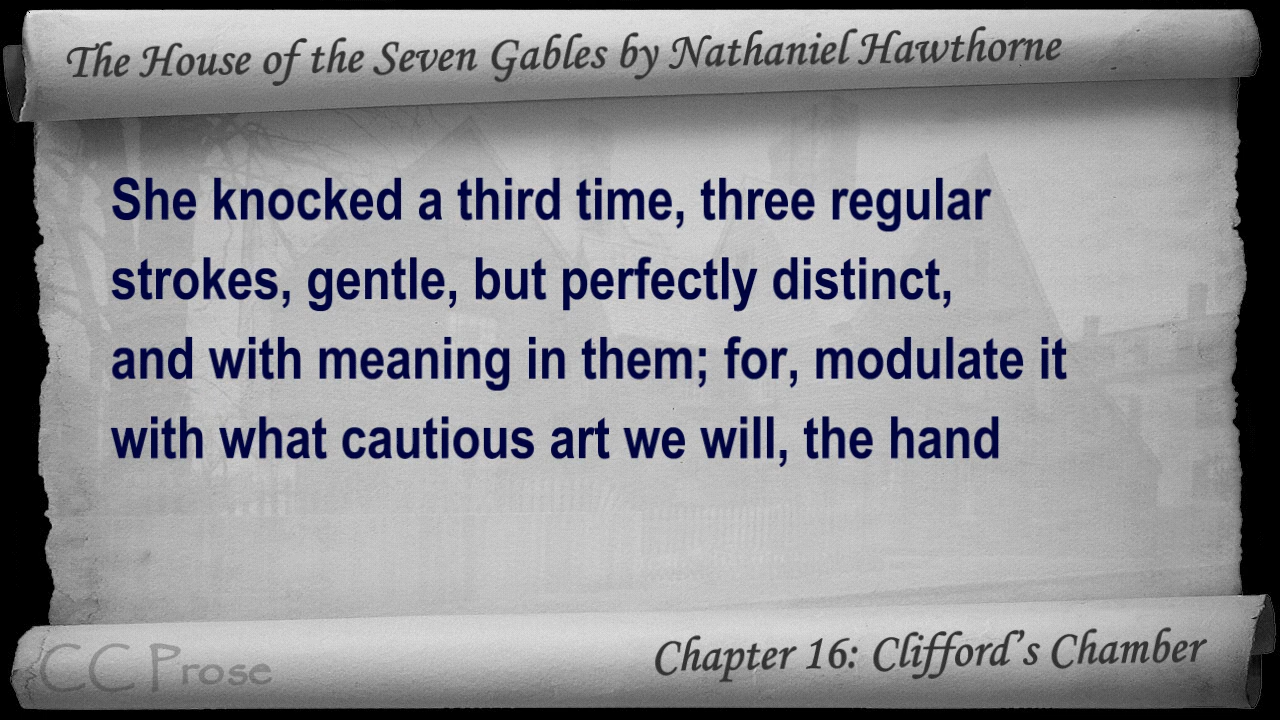 The House of the Seven Gables by Nathaniel Hawthorne
She knocked a third time, three regular
strokes, gentle, but perfectly distinct,
and with meaning in them; for, modulate it
with what cautious art we will, the hand
CC Prose
Chapter 16: Clifford's Chamber